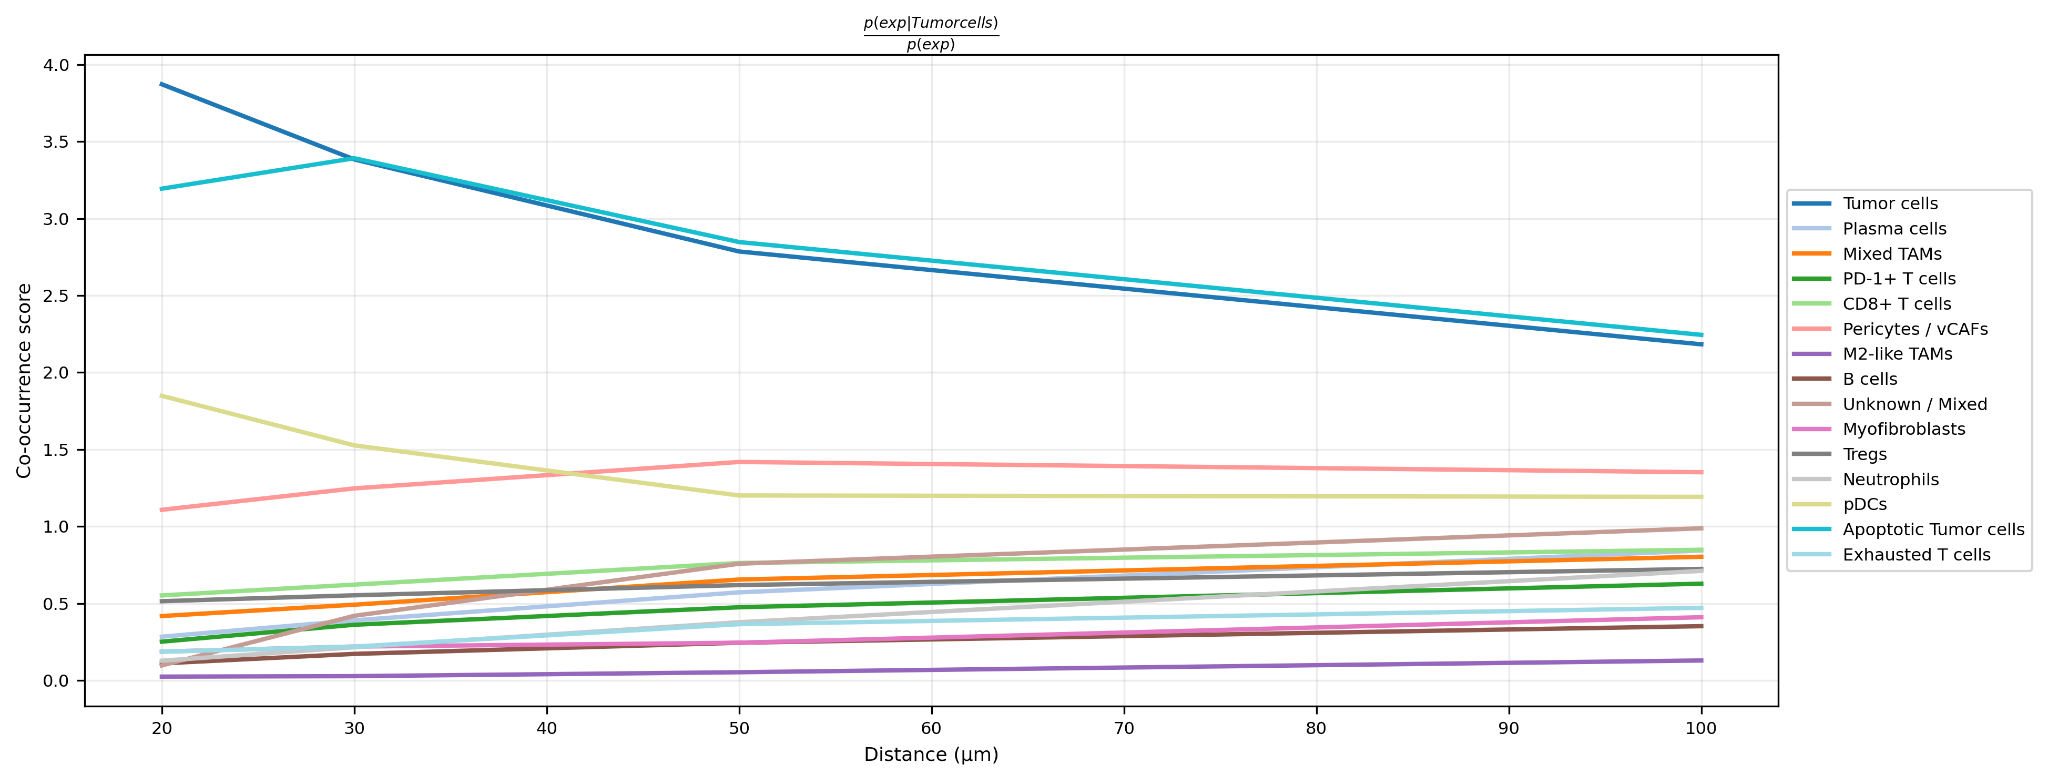 p(exp|Tumorcells)
p(exp)
4.0
3.5
3.0
2.5
2.0
1.5
1.0
0.5
0.0
Co-occurrence score
20 30 40 50 60 70 80 90 100
Distance (μm)
Tumor cells
Plasma cells
Mixed TAMs
PD-1+ T cells
CD8+ T cells
Pericytes / vCAFs
M2-like TAMs
B cells
Unknown / Mixed
Myofibroblasts
Tregs
Neutrophils
pDCs
Apoptotic Tumor cells
Exhausted T cells